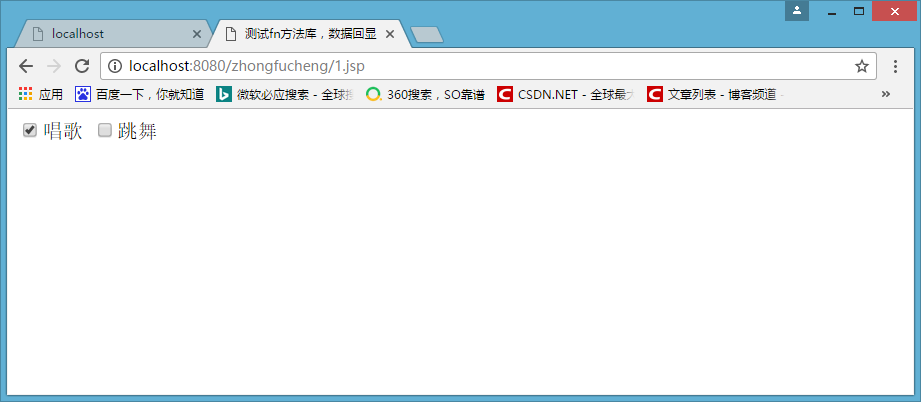 localhost
测试fn方法库，数据回显
localhost:8080/zhongfucheng/1.jsp
应用 百度一下，你就知道 微软必应搜索 - 全球搜 360搜索，SO靠谱 CSDN.NET - 全球最大 文章列表 - 博客频道 -
唱歌 跳舞